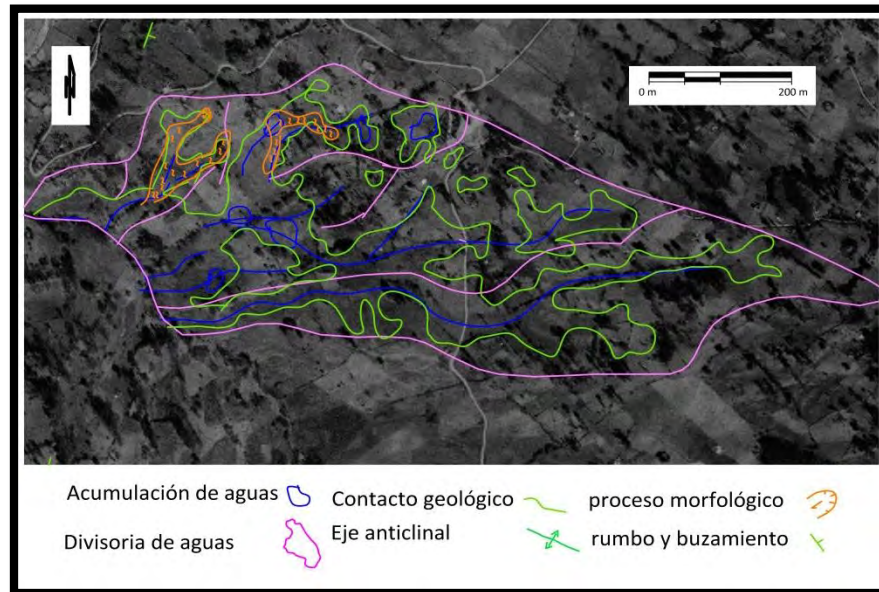 N
0 m 200 m
Acumulación de aguas Contacto geológico proceso morfológico
Divisoria de aguas Eje anticlinal rumbo y buzamiento